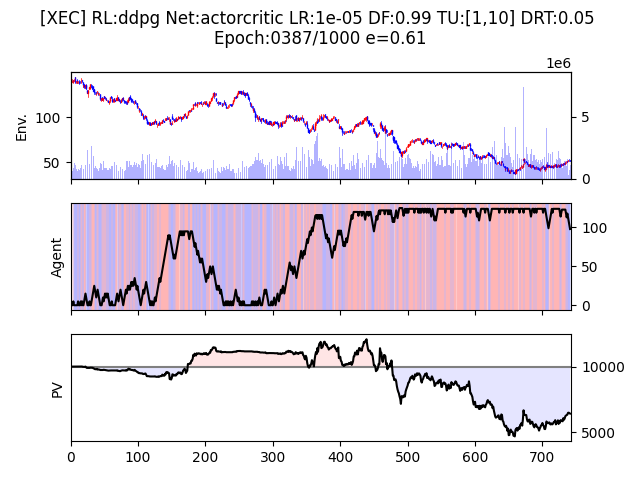 [XEC] RL:ddpg Net:actorcritic LR:1e-05 DF:0.99 TU:[1,10] DRT:0.05
Epoch:0387/1000 e=0.61
1e6
Env.
100
50
5
0
Agent
100
50
0
PV
10000
5000
0 100 200 300 400 500 600 700